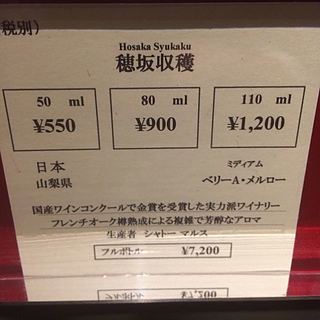 税別）
Hosaka Syukaku
穂坂収穫
50 ml 80 ml 110 ml
¥550 ¥900 ¥1,200
日本 ミディアム
山梨県 ベリーA・メルロー
国産ワインコンクールで金賞を受賞した実力派ワイナリー
フレンチオーク樽熟成による複雑で芳醇なアロマ
生産者 シャトー マルス
フルボトル ¥7,200